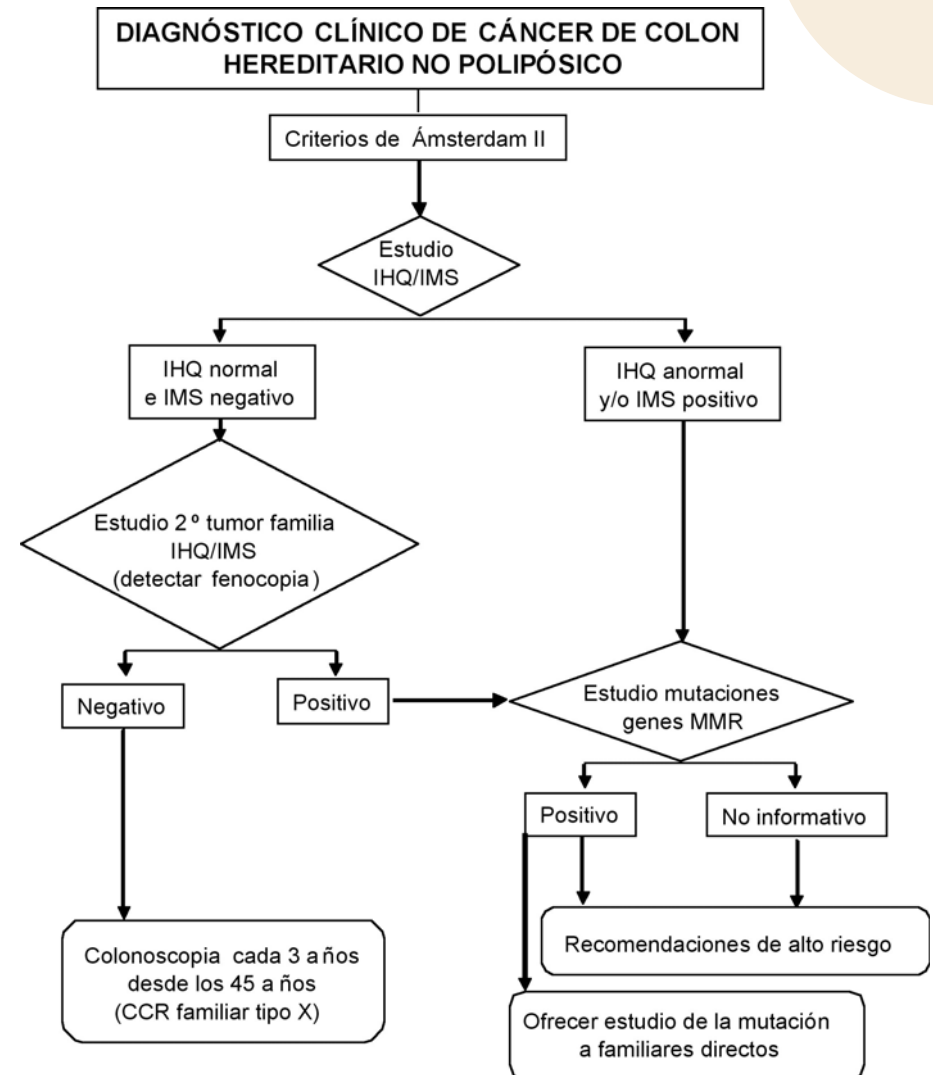 DIAGNÓSTICO CLÍNICO DE CÁNCER DE COLON
HEREDITARIO NO POLIPÓSICO
Criterios de Ámsterdam II
Estudio
IHQ/IMS
IHQ normal
e IMS negativo
IHQ anormal
y/o IMS positivo
Estudio 2º tumor familia
IHQ/IMS
(detectar fenocopia)
Negativo
Positivo
Estudio mutaciones
genes MMR
Positivo
No informativo
Colonoscopia cada 3 años
desde los 45 años
(CCR familiar tipo X)
Recomendaciones de alto riesgo
Ofrecer estudio de la mutación
a familiares directos